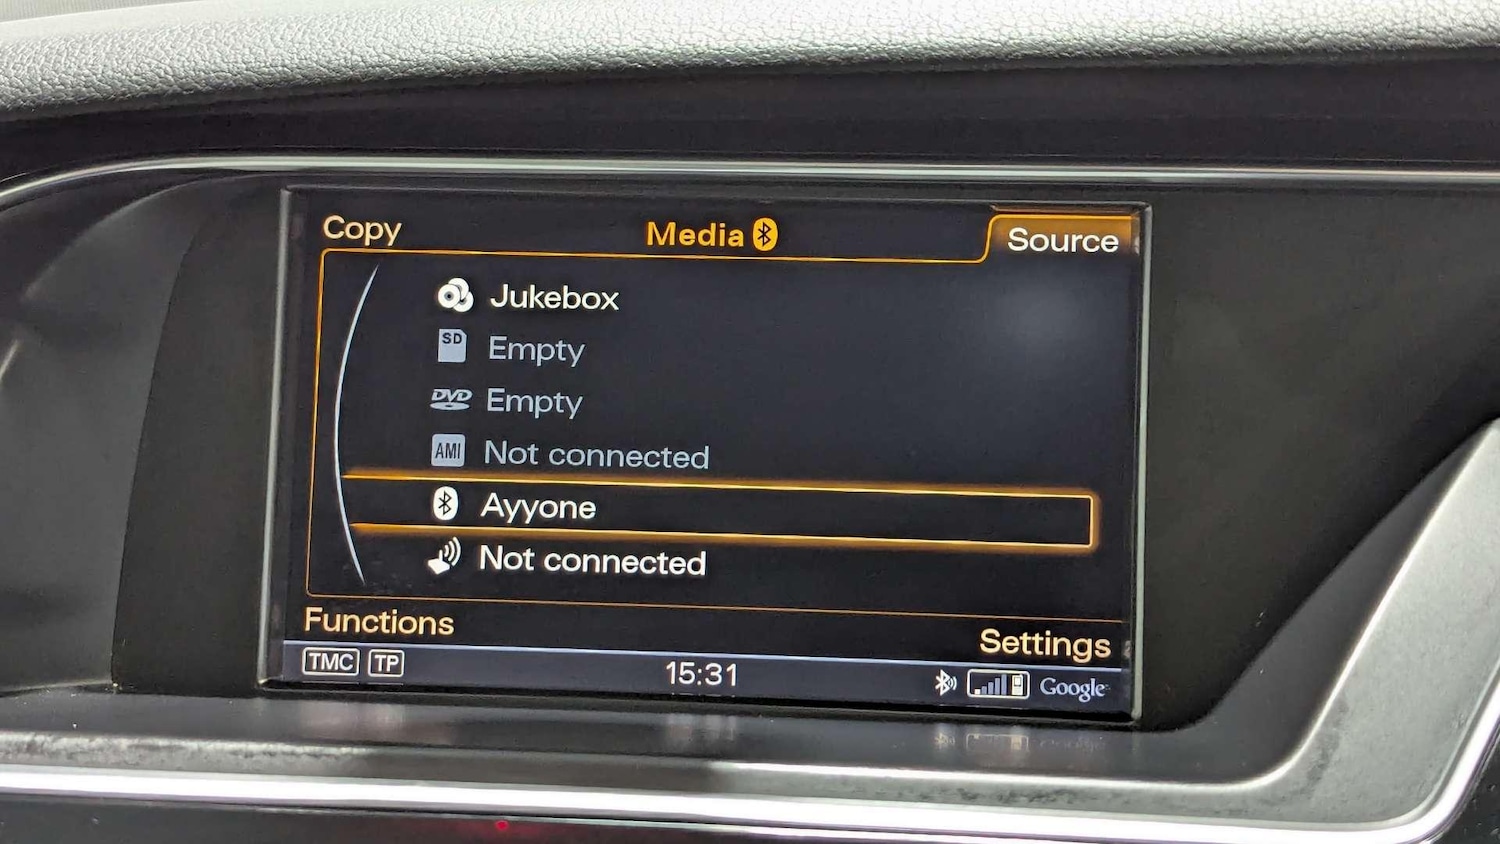 Copy Media Source
Jukebox
SD Empty
DVD Empty
AMI Not connected
Ayyone
Not connected
Functions Settings
TMC TP 15:31 Google